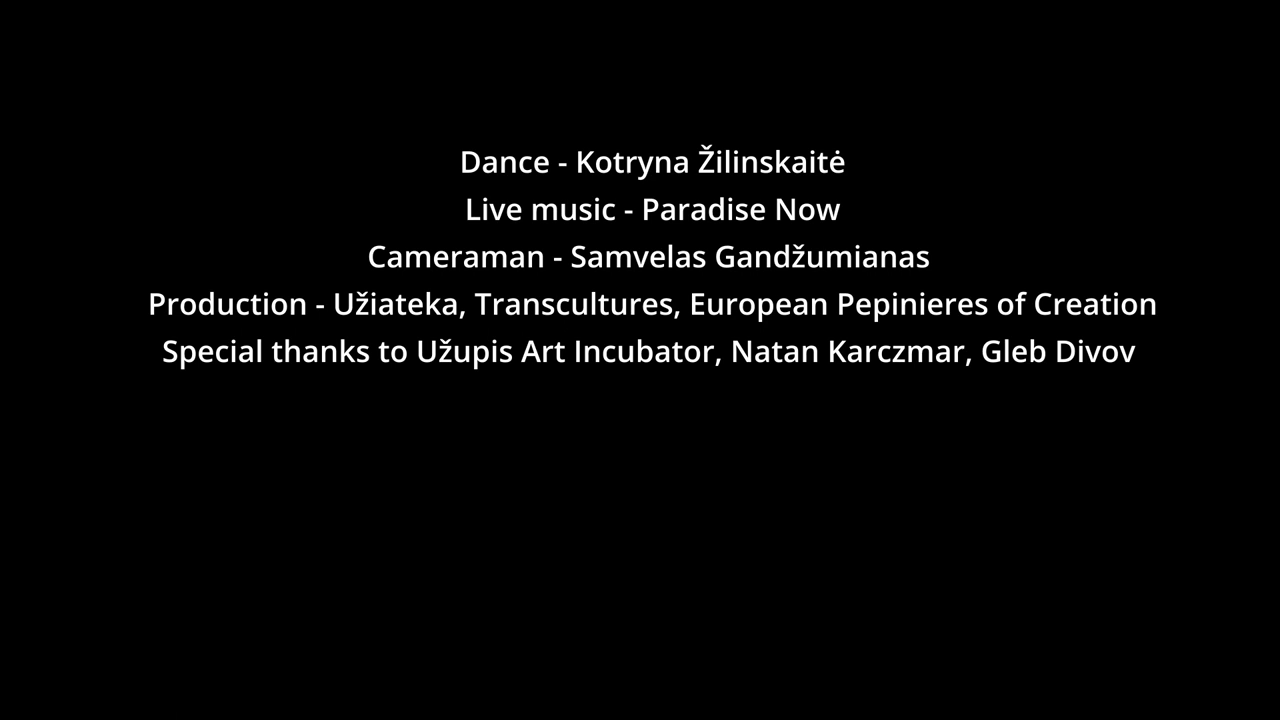 Dance - Kotryna Žilinskaitė
Live music - Paradise Now
Cameraman - Samvelas Gandžumianas
Production - Užiateka, Transcultures, European Pepinieres of Creation
Special thanks to Užupis Art Incubator, Natan Karczmar, Gleb Divov